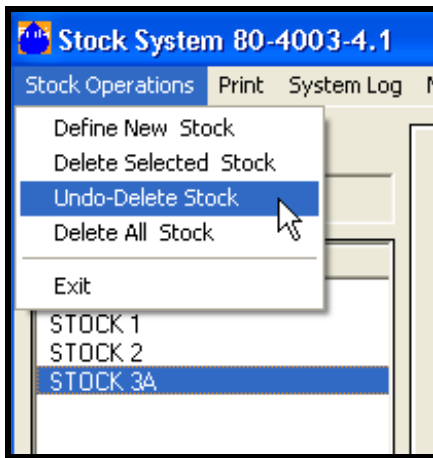 Stock System 80-4003-4.1
Stock Operations Print System Log
Define New Stock
Delete Selected Stock
Undo-Delete Stock
Delete All Stock
Exit
STOCK 1
STOCK 2
STOCK 3A